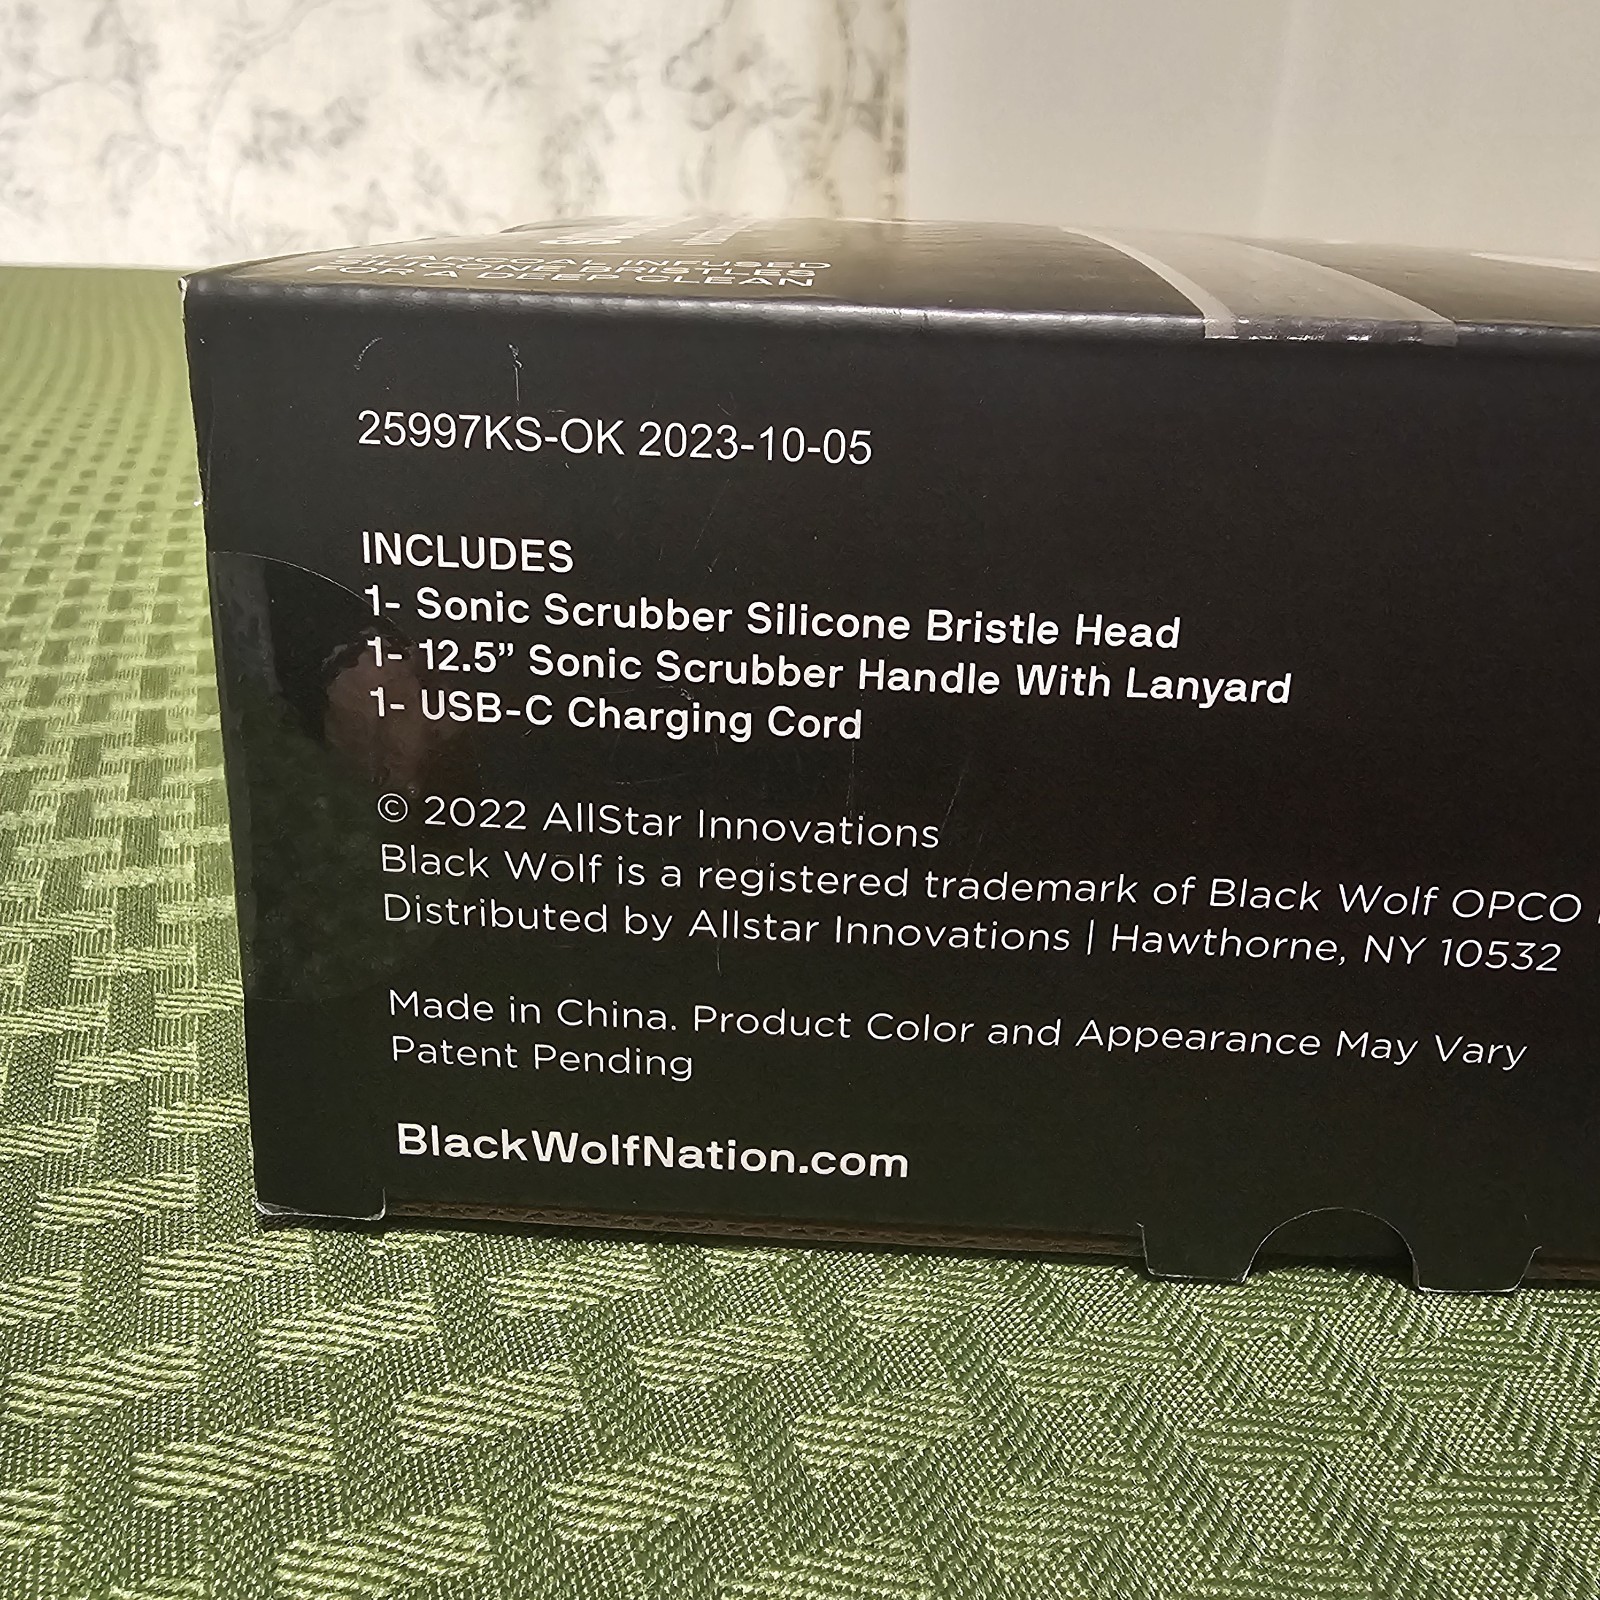 CHARCOAL INFUSED
SILICONE BRISTLES
FOR A DEEP CLEAN
25997KS-OK 2023-10-05
INCLUDES
1- Sonic Scrubber Silicone Bristle Head
1- 12.5” Sonic Scrubber Handle With Lanyard
1- USB-C Charging Cord
© 2022 AllStar Innovations
Black Wolf is a registered trademark of Black Wolf OPCO
Distributed by Allstar Innovations | Hawthorne, NY 10532
Made in China. Product Color and Appearance May Vary
Patent Pending
BlackWolfNation.com